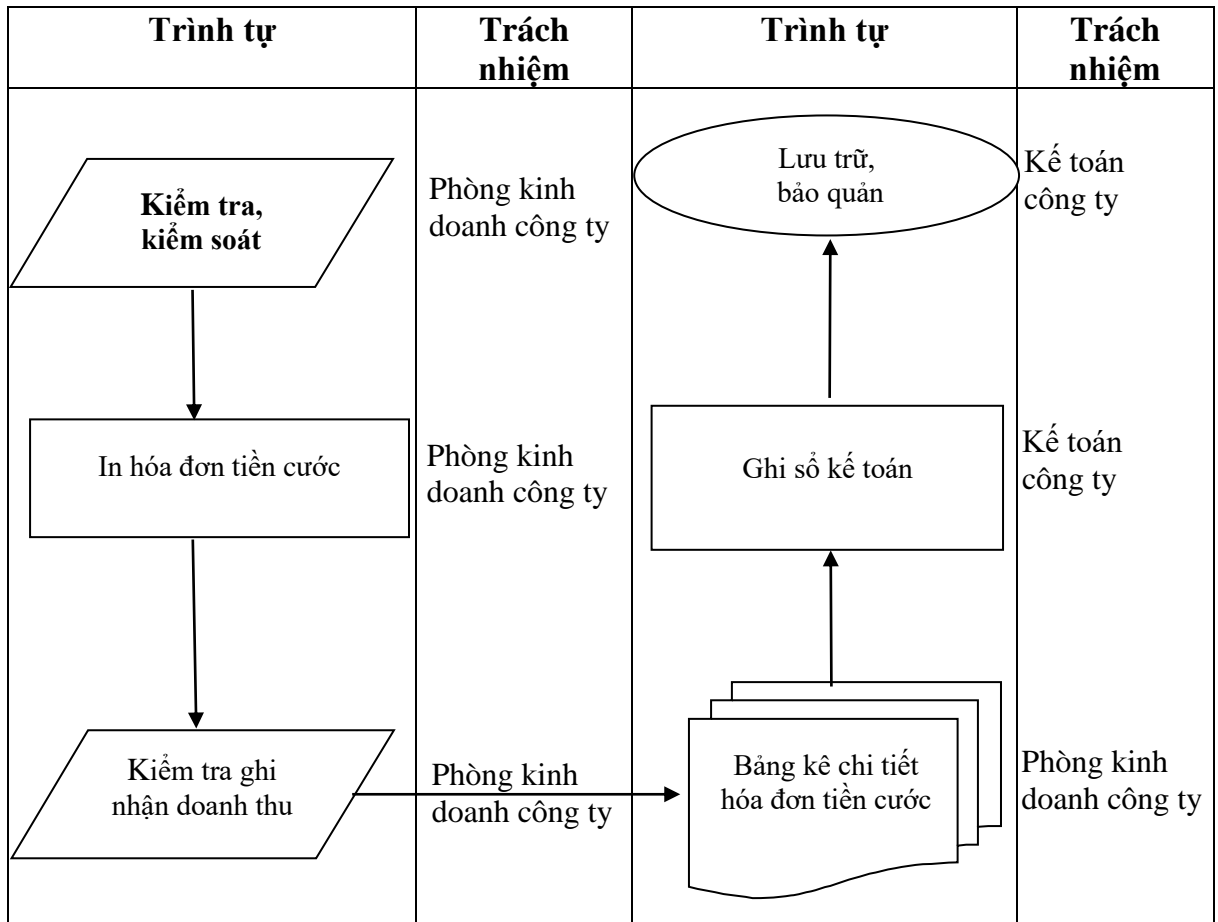 Trình tự
Trách
nhiệm
Trình tự
Trách
nhiệm
Kiểm tra,
kiểm soát
Phòng kinh
doanh công ty
Lưu trữ,
bảo quản
Kế toán
công ty
In hóa đơn tiền cước
Phòng kinh
doanh công ty
Ghi sổ kế toán
Kế toán
công ty
Kiểm tra ghi
nhận doanh thu
Phòng kinh
doanh công ty
Bảng kê chi tiết
hóa đơn tiền cước
Phòng kinh
doanh công ty